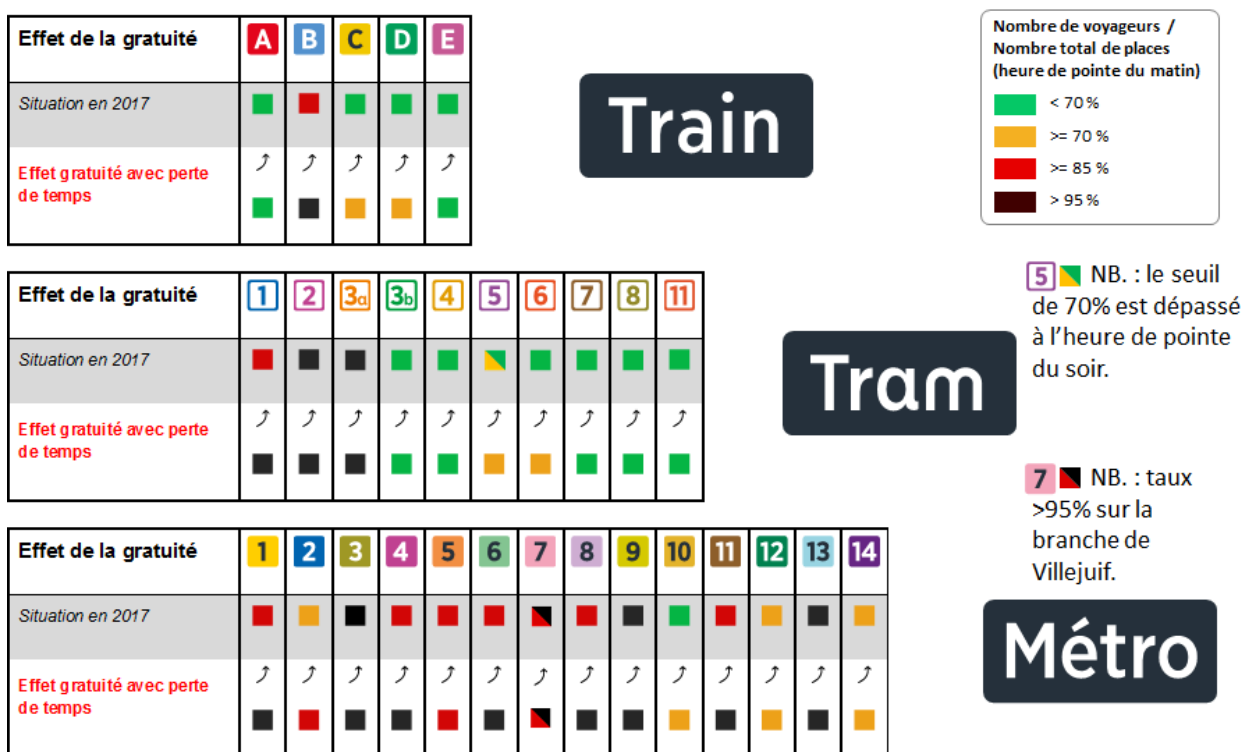 Effet de la gratuité A B C D E
Situation en 2017
Effet gratuité avec perte
de temps
Train
Nombre de voyageurs /
Nombre total de places
(heure de pointe du matin)
< 70 %
>= 70 %
>= 85 %
> 95 %
Effet de la gratuité 1 2 3a 3b 4 5 6 7 8 11
Situation en 2017
Effet gratuité avec perte
de temps
Tram
5 NB. : le seuil
de 70% est dépassé
à l'heure de pointe
du soir.
7 NB. : taux
>95% sur la
branche de
Villejuif.
Effet de la gratuité 1 2 3 4 5 6 7 8 9 10 11 12 13 14
Situation en 2017
Effet gratuité avec perte
de temps
Métro